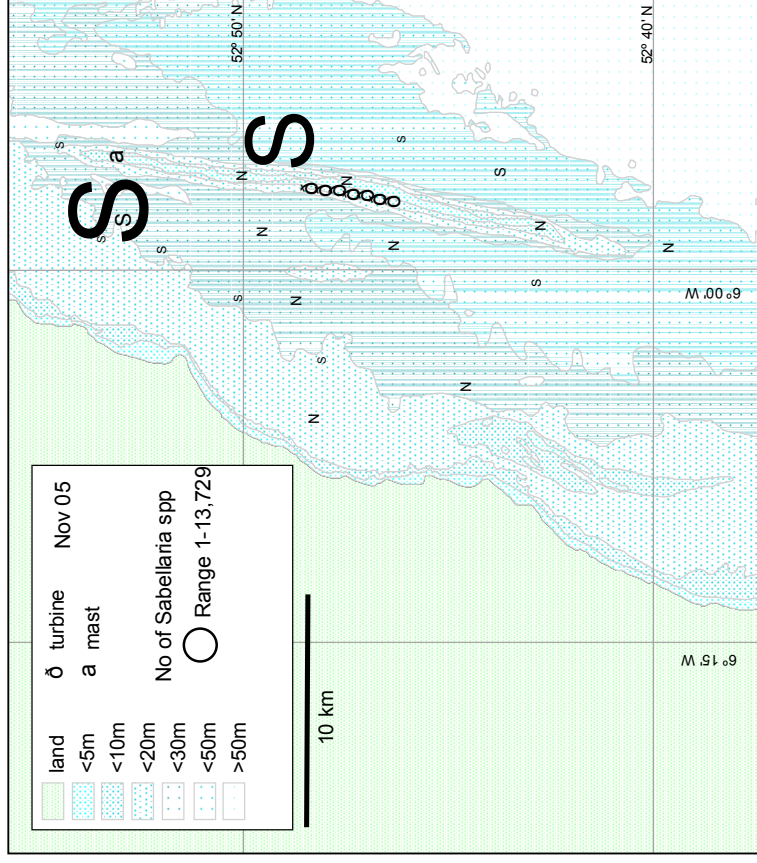 land
<5m
<10m
<20m
<30m
<50m
>50m
ǒ turbine
a mast
Nov 05
No of Sabellaria spp
Range 1-13,729
10 km
52° 50' N
52° 40' N
6° 00' W
6° 15' W
s
a
S
s
s
s
N
S
s
N
N
s
N
N
s
N
s
s
N
N
N
N